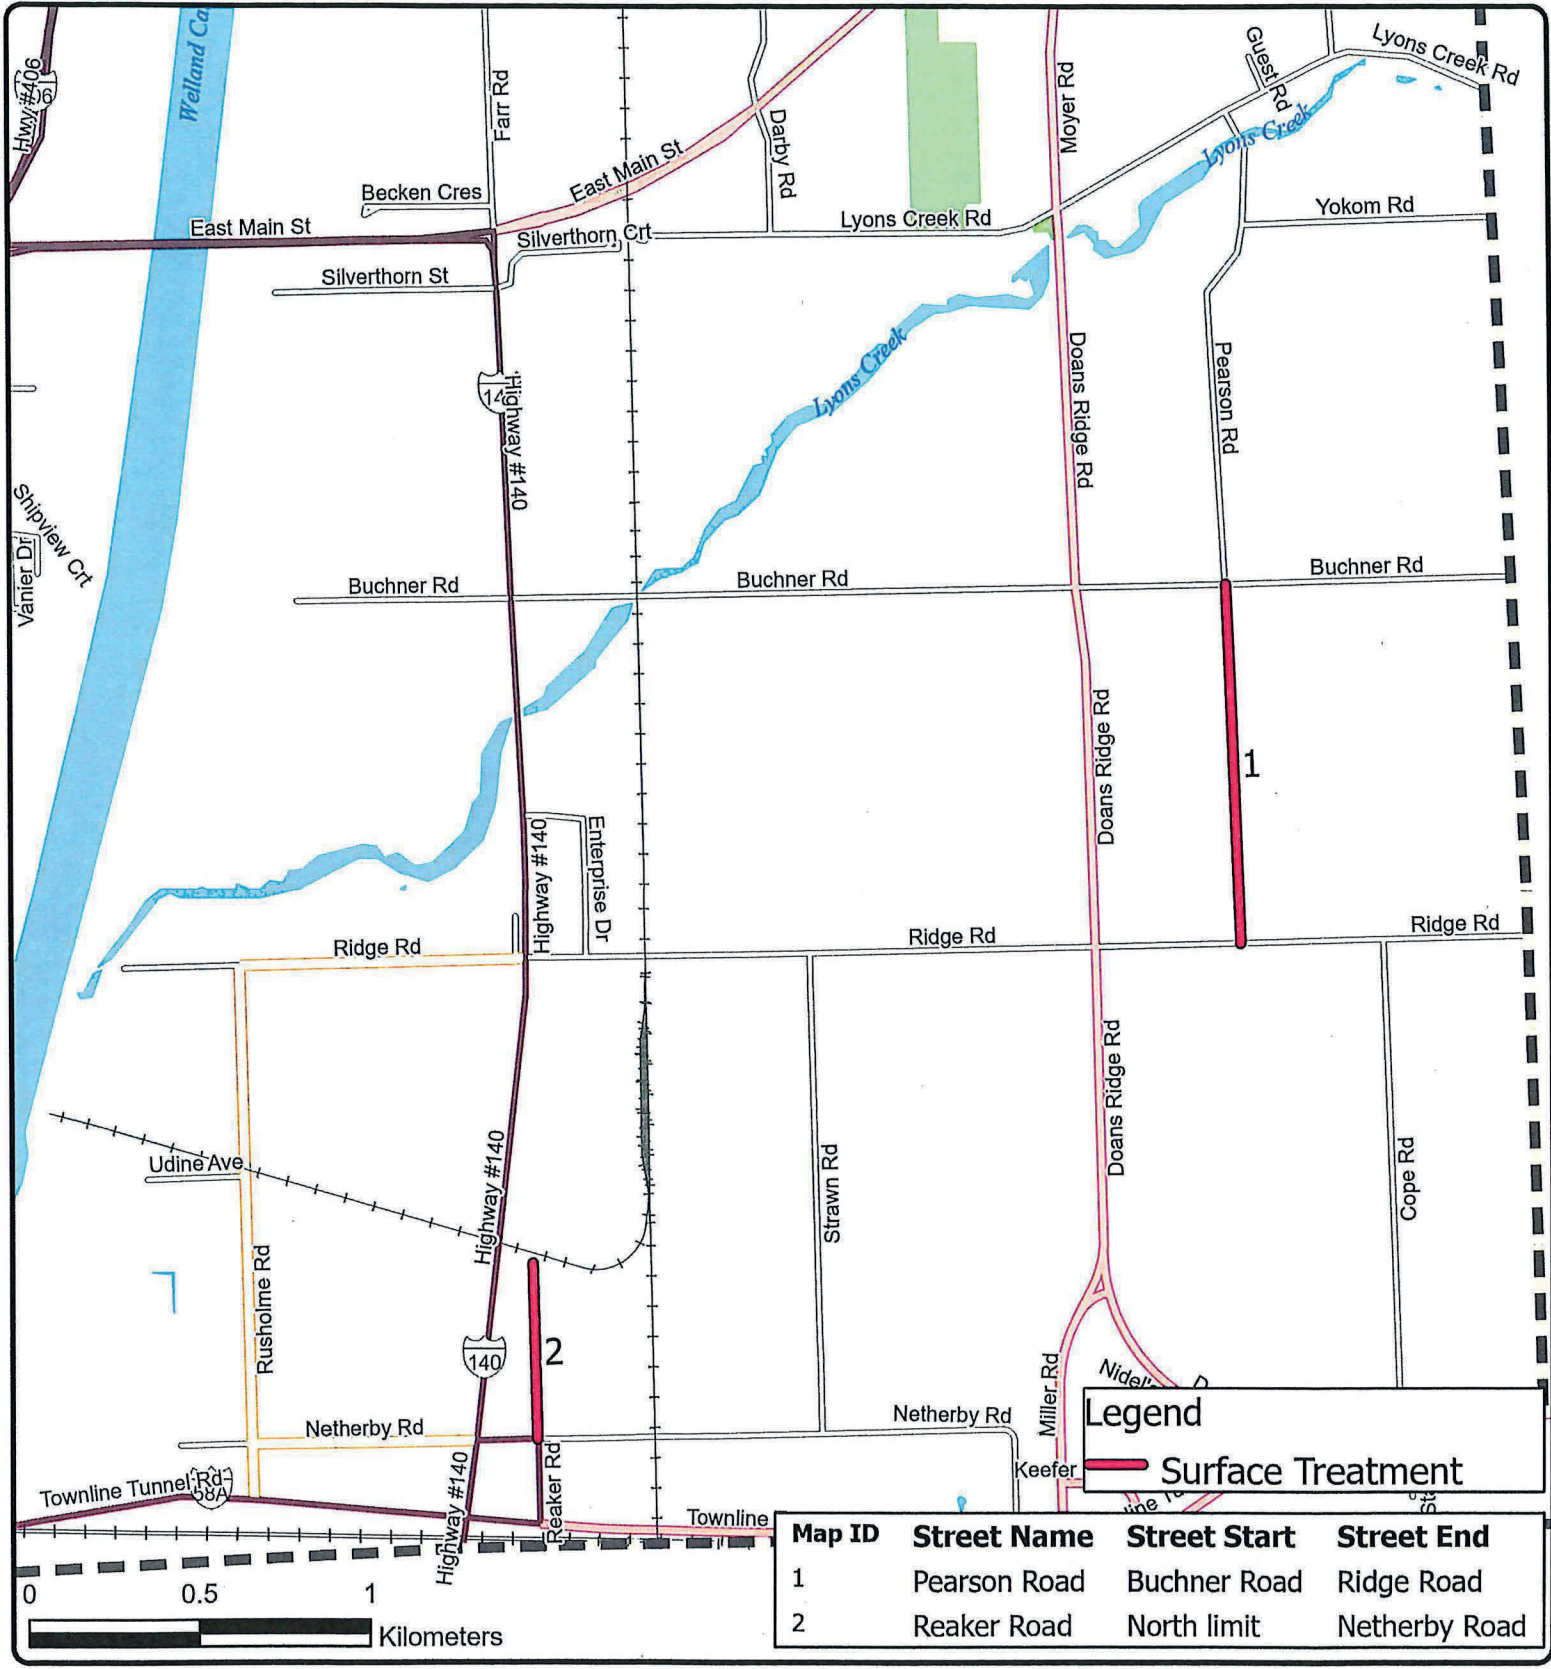 Welland Ca
Hwy #406
Farr Rd
Darby Rd
Moyer Rd
Guest Rd
Lyons Creek Rd
Lyons Creek
Becken Cres
East Main St
East Main St
Silverthorn Crt
Lyons Creek Rd
Yokom Rd
Silverthorn St
Lyons Creek
Doans Ridge Rd
Pearson Rd
14
Highway #140
Shipview Crt
Vanier Dr
Buchner Rd
Buchner Rd
Buchner Rd
Doans Ridge Rd
1
Highway #140
Enterprise Dr
Ridge Rd
Ridge Rd
Ridge Rd
Doans Ridge Rd
Udine Ave
Highway #140
Strawn Rd
Cope Rd
Rusholme Rd
140
2
Miller Rd
Nidel's
Netherby Rd
Netherby Rd
Keefer
Legend
Surface Treatment
Townline Tunnel Rd
58A
Highway #140
Reaker Rd
Townline
Map ID Street Name Street Start Street End
1 Pearson Road Buchner Road Ridge Road
2 Reaker Road North limit Netherby Road
0 0.5 1
Kilometers